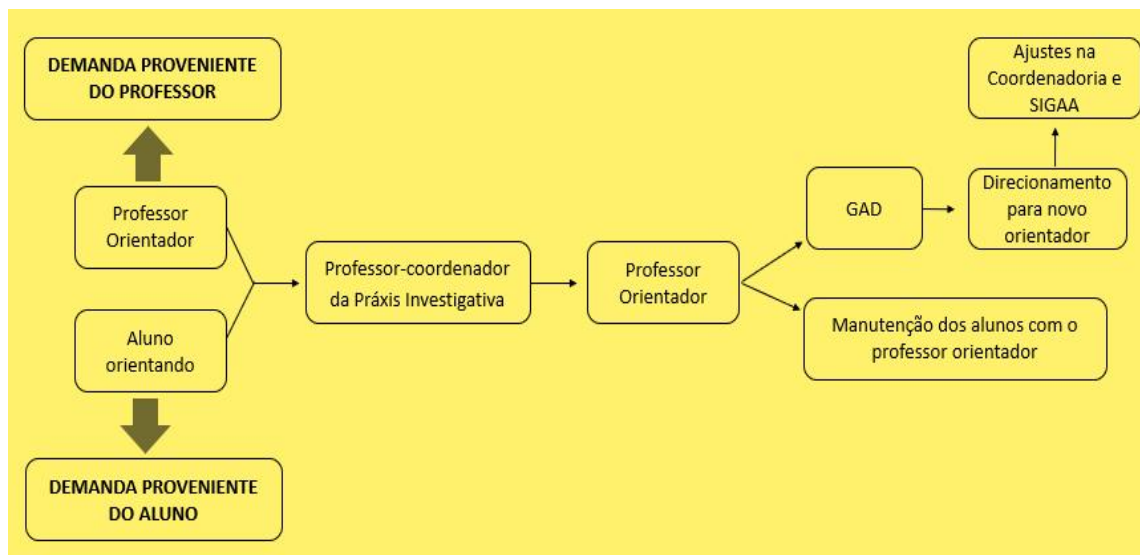 DEMANDA PROVENIENTE
DO PROFESSOR
Professor
Orientador
Aluno
orientando
DEMANDA PROVENIENTE
DO ALUNO
Professor-coordenador
da Práxis Investigativa
Professor
Orientador
GAD
Direcionamento
para novo
orientador
Ajustes na
Coordenadoria e
SIGAA
Manutenção dos alunos com o
professor orientador